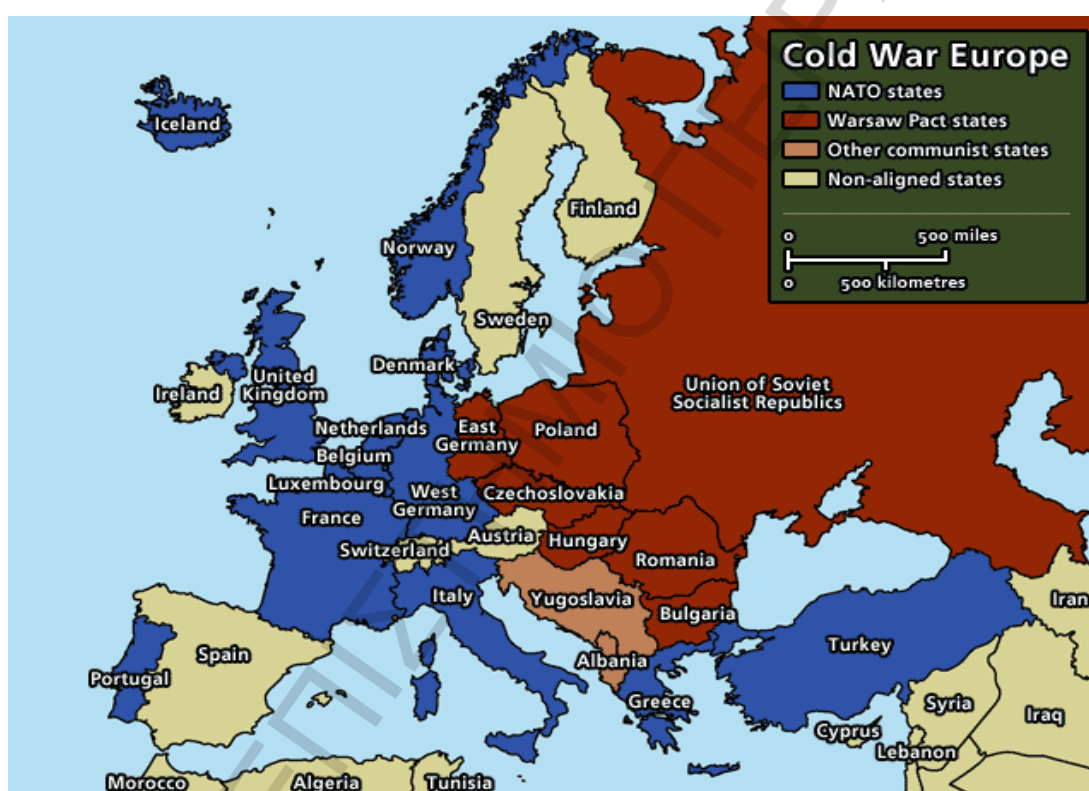 Cold War Europe
NATO states
Warsaw Pact states
Other communist states
Non-aligned states
0 500 miles
0 500 kilometres
Iceland
Finland
Norway
Sweden
Denmark
Ireland
United
Kingdom
Netherlands
Belgium
Luxembourg
East
Germany
Poland
Union of Soviet
Socialist Republics
West
Germany
Czechoslovakia
France
Switzerland
Austria
Hungary
Romania
Italy
Yugoslavia
Bulgaria
Iran
Spain
Portugal
Albania
Greece
Turkey
Syria
Iraq
Cyprus
Lebanon
Morocco
Algeria
Tunisia